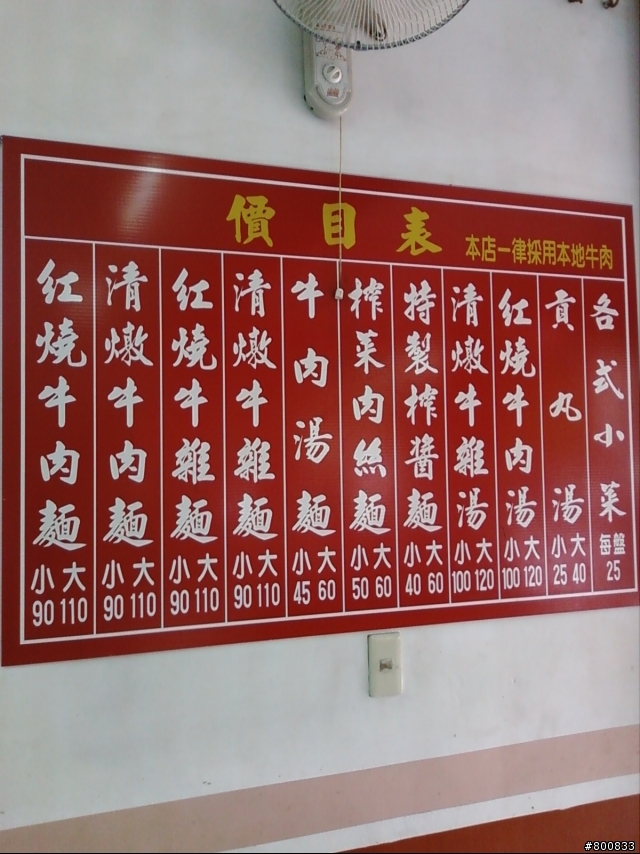 價目表
本店一律採用本地牛肉
紅燒牛肉麵
小 大
90 110
清燉牛肉麵
小 大
90 110
紅燒牛雜麵
小 大
90 110
清燉牛雜麵
小 大
90 110
牛肉湯麵
小 大
45 60
榨菜肉絲麵
小 大
50 60
特製榨醬麵
小 大
40 60
清燉牛雜湯
小 大
100 120
紅燒牛肉湯
小 大
100 120
貢丸湯
小 大
25 40
各式小菜
每盤
25
#800833